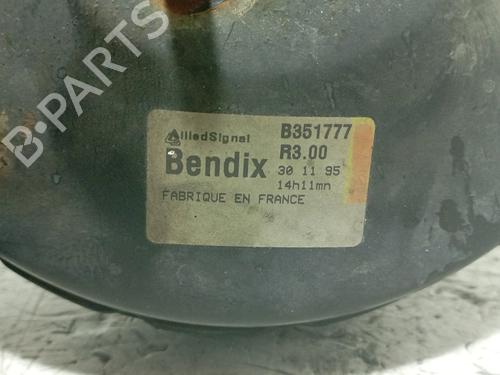 B-PARTS
AlliedSignal B351777
Bendix R3.00
30 11 95
14h11mn
FABRIQUE EN FRANCE